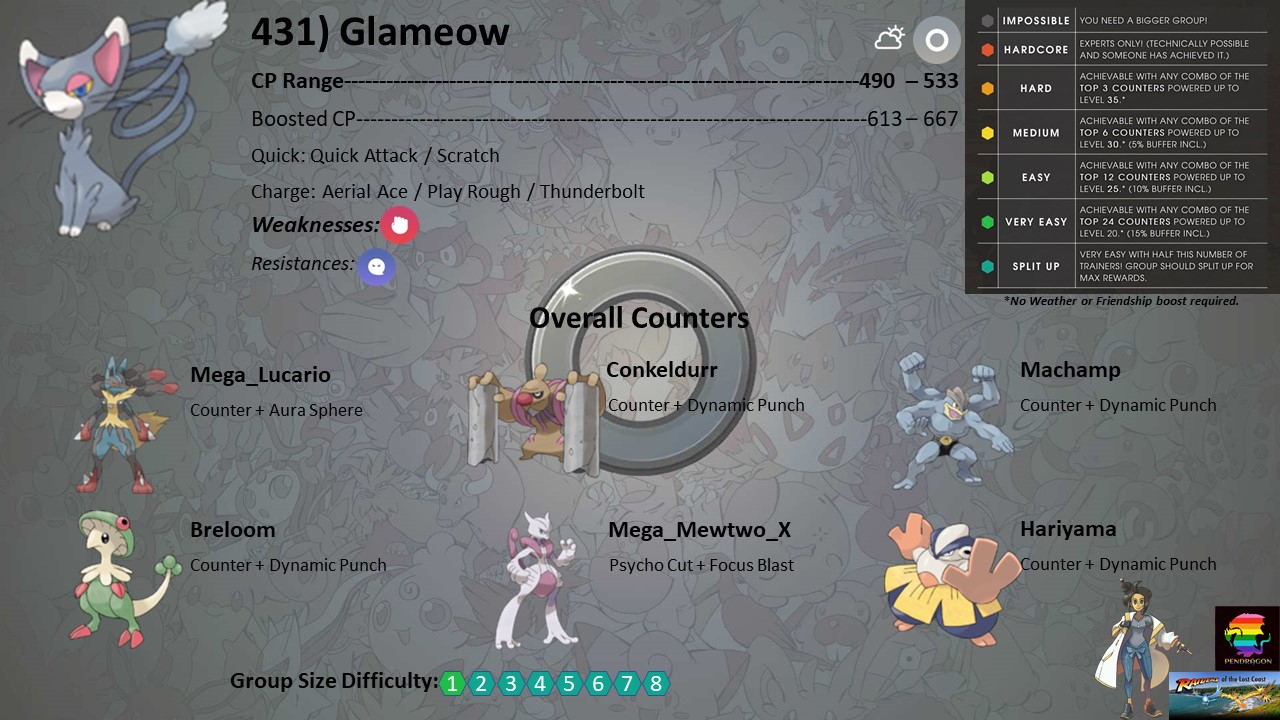 431) Glameow
CP Range------------------------------------------------------------------------490 – 533
Boosted CP------------------------------------------------------------------------613 – 667
Quick: Quick Attack / Scratch
Charge: Aerial Ace / Play Rough / Thunderbolt
Weaknesses:
Resistances:
IMPOSSIBLE YOU NEED A BIGGER GROUP!
HARDCORE EXPERTS ONLY! (TECHNICALLY POSSIBLE
AND SOMEONE HAS ACHIEVED IT.)
HARD ACHIEVABLE WITH ANY COMBO OF THE
TOP 3 COUNTERS POWERED UP TO
LEVEL 35.*
MEDIUM ACHIEVABLE WITH ANY COMBO OF THE
TOP 6 COUNTERS POWERED UP TO
LEVEL 30.* (5% BUFFER INCL.)
EASY ACHIEVABLE WITH ANY COMBO OF THE
TOP 12 COUNTERS POWERED UP TO
LEVEL 25.* (10% BUFFER INCL.)
VERY EASY ACHIEVABLE WITH ANY COMBO OF THE
TOP 24 COUNTERS POWERED UP TO
LEVEL 20.* (15% BUFFER INCL.)
SPLIT UP VERY EASY WITH HALF THIS NUMBER OF
TRAINERS! GROUP SHOULD SPLIT UP FOR
MAX REWARDS.
*No Weather or Friendship boost required.
Overall Counters
Mega_Lucario
Counter + Aura Sphere
Conkeldurr
Counter + Dynamic Punch
Machamp
Counter + Dynamic Punch
Breloom
Counter + Dynamic Punch
Mega_Mewtwo_X
Psycho Cut + Focus Blast
Hariyama
Counter + Dynamic Punch
Group Size Difficulty: 1 2 3 4 5 6 7 8
PENDROGON
RAIDERS of the Lost Coast